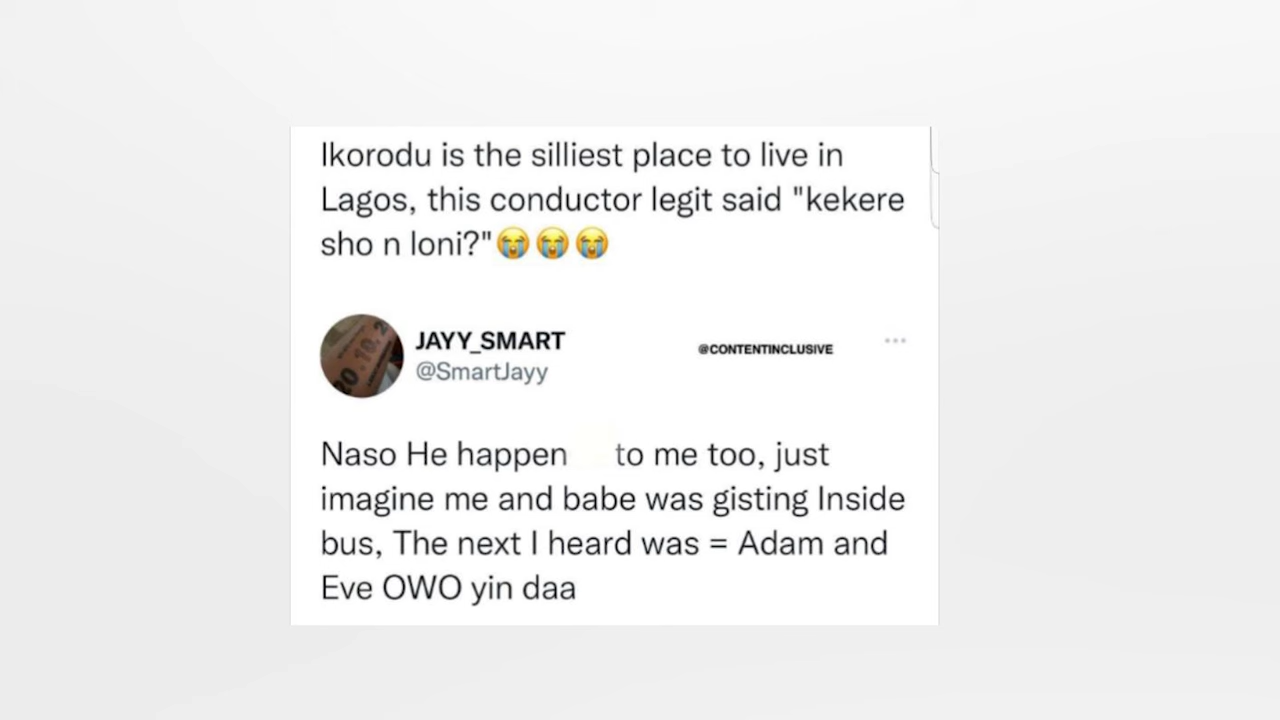 Ikorodu is the silliest place to live in
Lagos, this conductor legit said "kekere
sho n loni?"😭😭😭
JAYY_SMART
@CONTENTINCLUSIVE
@SmartJayy
Naso He happen to me too, just
imagine me and babe was gisting Inside
bus, The next I heard was = Adam and
Eve OWO yin daa